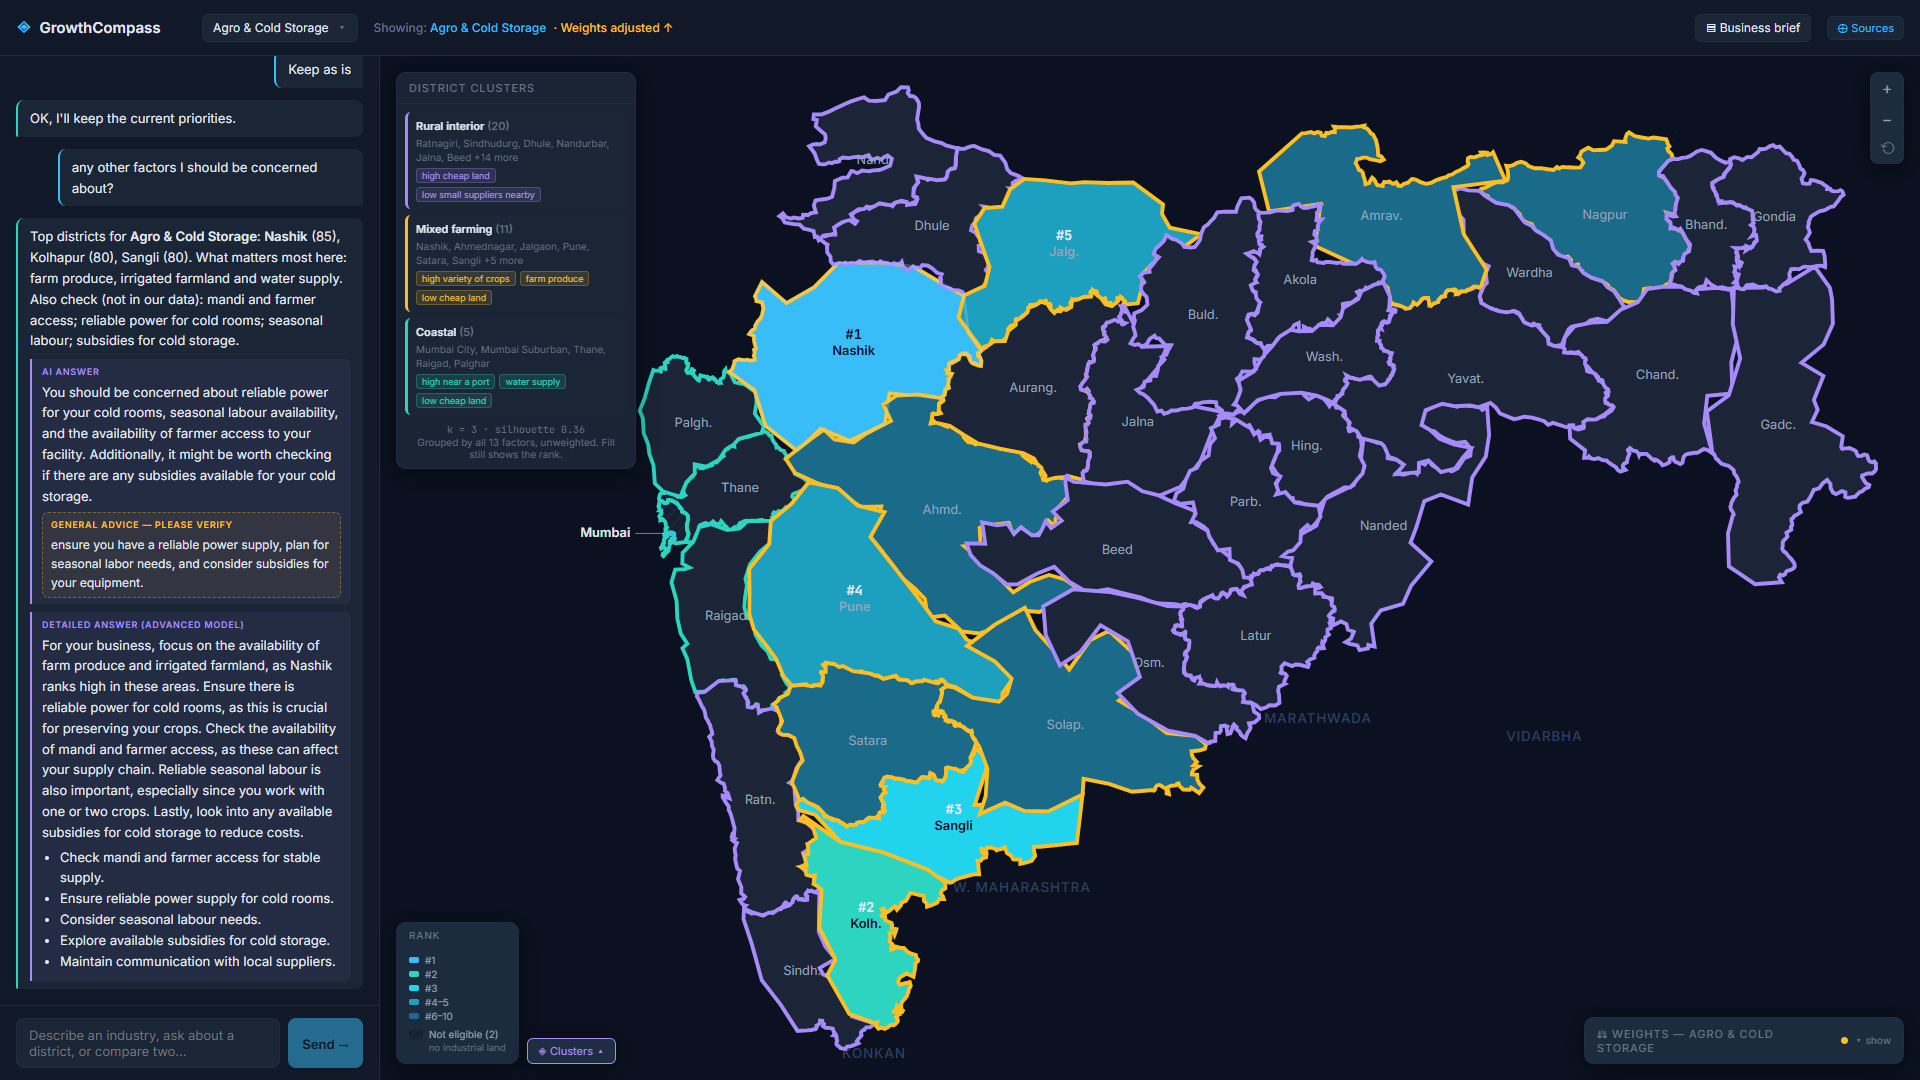 GrowthCompass
Agro & Cold Storage
Showing: Agro & Cold Storage · Weights adjusted ↑
Business brief
Sources
Keep as is
OK, I'll keep the current priorities.
any other factors I should be concerned
about?
Top districts for Agro & Cold Storage: Nashik (85),
Kolhapur (80), Sangli (80). What matters most here:
farm produce, irrigated farmland and water supply.
Also check (not in our data): mandi and farmer
access; reliable power for cold rooms; seasonal
labour; subsidies for cold storage.
AI ANSWER
You should be concerned about reliable power
for your cold rooms, seasonal labour availability,
and the availability of farmer access to your
facility. Additionally, it might be worth checking
if there are any subsidies available for your cold
storage.
GENERAL ADVICE — PLEASE VERIFY
ensure you have a reliable power supply, plan for
seasonal labor needs, and consider subsidies for
your equipment.
DETAILED ANSWER (ADVANCED MODEL)
For your business, focus on the availability of
farm produce and irrigated farmland, as Nashik
ranks high in these areas. Ensure there is
reliable power for cold rooms, as this is crucial
for preserving your crops. Check the availability
of mandi and farmer access, as these can affect
your supply chain. Reliable seasonal labour is
also important, especially since you work with
one or two crops. Lastly, look into any available
subsidies for cold storage to reduce costs.
• Check mandi and farmer access for stable
supply.
• Ensure reliable power supply for cold rooms.
• Consider seasonal labour needs.
• Explore available subsidies for cold storage.
• Maintain communication with local suppliers.
Describe an industry, ask about a
district, or compare two...
Send →
DISTRICT CLUSTERS
Rural interior (20)
Ratnagiri, Sindhudurg, Dhule, Nandurbar,
Jalna, Beed +14 more
high cheap land
low small suppliers nearby
Mixed farming (11)
Nashik, Ahmednagar, Jalgaon, Pune,
Satara, Sangli +5 more
high variety of crops
farm produce
low cheap land
Coastal (5)
Mumbai City, Mumbai Suburban, Thane,
Raigad, Palghar
high near a port
water supply
low cheap land
k = 3 · silhouette 0.36
Grouped by all 13 factors, unweighted. Fill
still shows the rank.
Nand.
Dhule
#5
Jalg.
Amrav.
Nagpur
Bhand.
Gondia
Akola
Wardha
Buld.
#1
Nashik
Aurang.
Wash.
Yavat.
Chand.
Palgh.
Jalna
Hing.
Gadc.
Thane
Ahmd.
Parb.
Nanded
Mumbai
Beed
#4
Pune
Raigad
Latur
Osm.
Solap.
MARATHWADA
VIDARBHA
Satara
Ratn.
#3
Sangli
W. MAHARASHTRA
#2
Kolh.
Sindh.
KONKAN
RANK
#1
#2
#3
#4–5
#6–10
Not eligible (2)
no industrial land
Clusters
WEIGHTS — AGRO & COLD
STORAGE
show
+
−